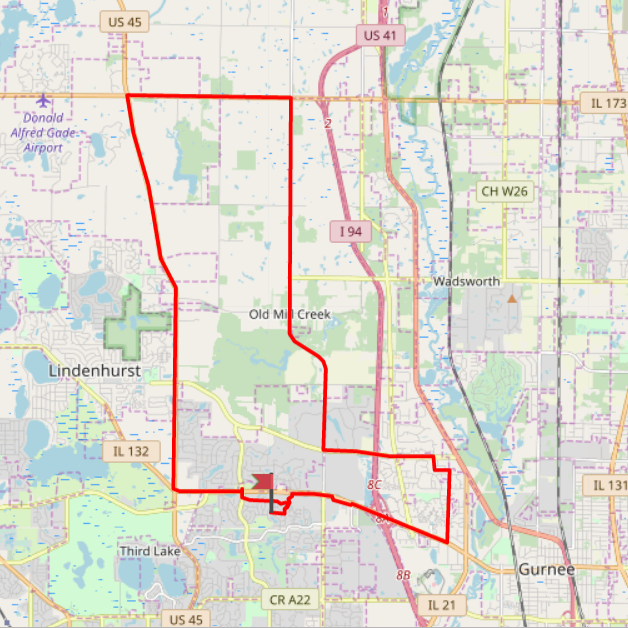 US 45
US 41
IL 173
Donald
Alfred Gade
Airport
2
CH W26
I 94
Wadsworth
Old Mill Creek
Lindenhurst
IL 132
8C
IL 131
8A
Third Lake
8B
Gurnee
CR A22
IL 21
US 45